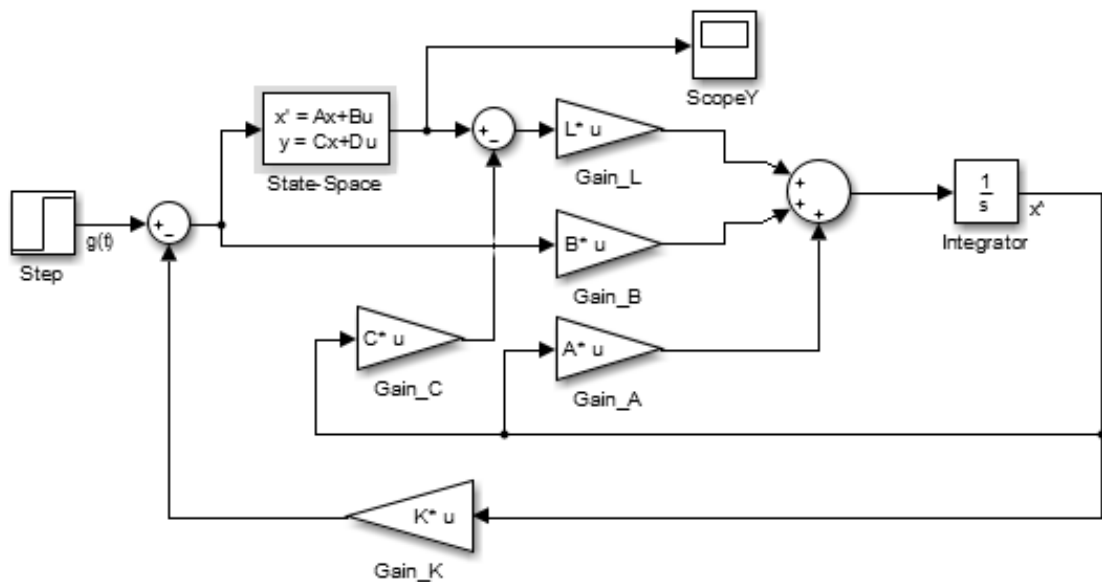 ScopeY
x' = Ax+Bu
y = Cx+Du
State-Space
+
−
L* u
Gain_L
Step
g(t)
+
−
B* u
Gain_B
+
+
+
1
s
Integrator
x^
C* u
Gain_C
A* u
Gain_A
K* u
Gain_K